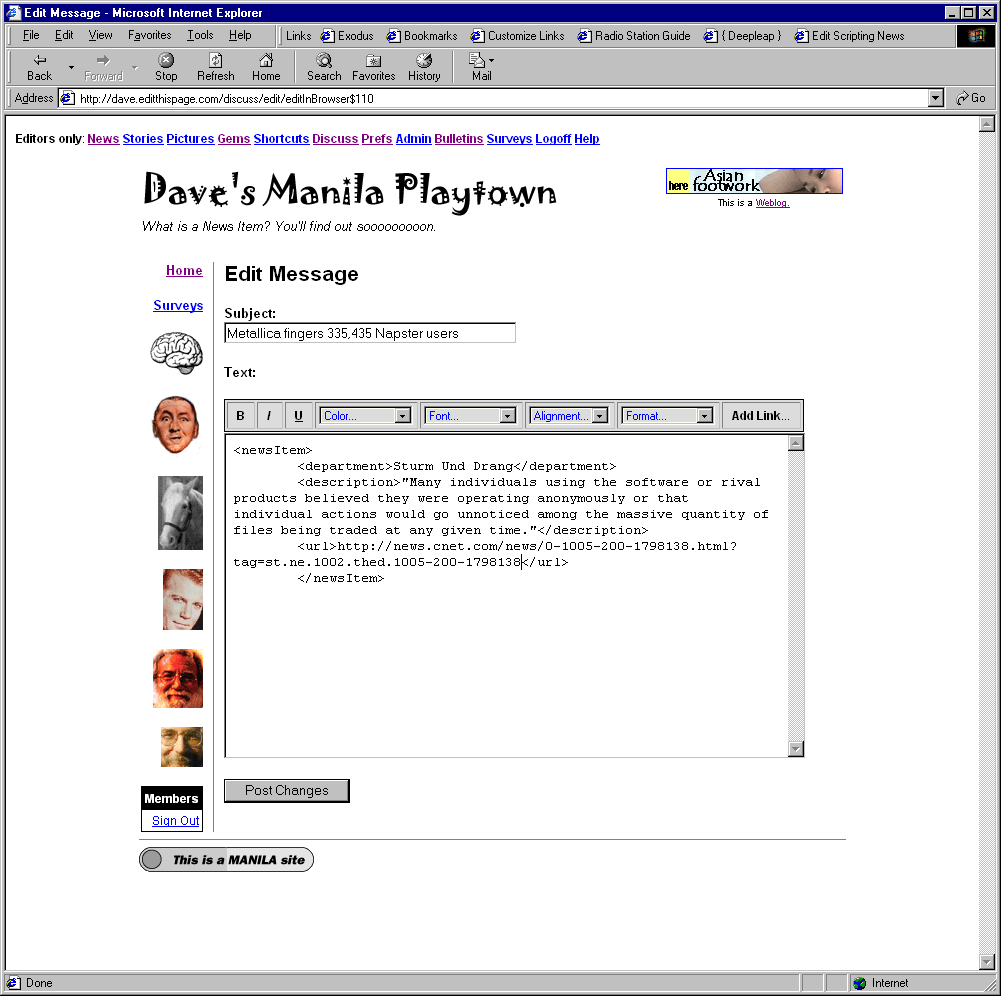 Edit Message - Microsoft Internet Explorer
File Edit View Favorites Tools Help Links Exodus Bookmarks Customize Links Radio Station Guide { Deepleap } Edit Scripting News
Back Forward Stop Refresh Home Search Favorites History Mail
Address http://dave.editthispage.com/discuss/edit/editInBrowser$110 Go
Editors only: News Stories Pictures Gems Shortcuts Discuss Prefs Admin Bulletins Surveys Logoff Help
Dave's Manila Playtown
here Asian footwork
This is a Weblog.
What is a News Item? You'll find out sooooooooon.
Home
Surveys
Edit Message
Subject:
Metallica fingers 335,435 Napster users
Text:
B I U Color... Font... Alignment... Format... Add Link...
<newsItem>
<department>Sturm Und Drang</department>
<description>"Many individuals using the software or rival
products believed they were operating anonymously or that
individual actions would go unnoticed among the massive quantity of
files being traded at any given time."</description>
<url>http://news.cnet.com/news/0-1005-200-1798138.html?
tag=st.ne.1002.thed.1005-200-1798138</url>
</newsItem>
Post Changes
Members
Sign Out
This is a MANILA site
Done Internet